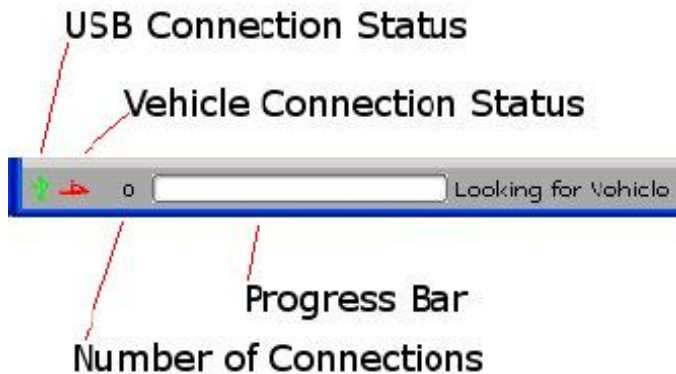 USB Connection Status
Vehicle Connection Status
0 Looking for Vehicle
Progress Bar
Number of Connections